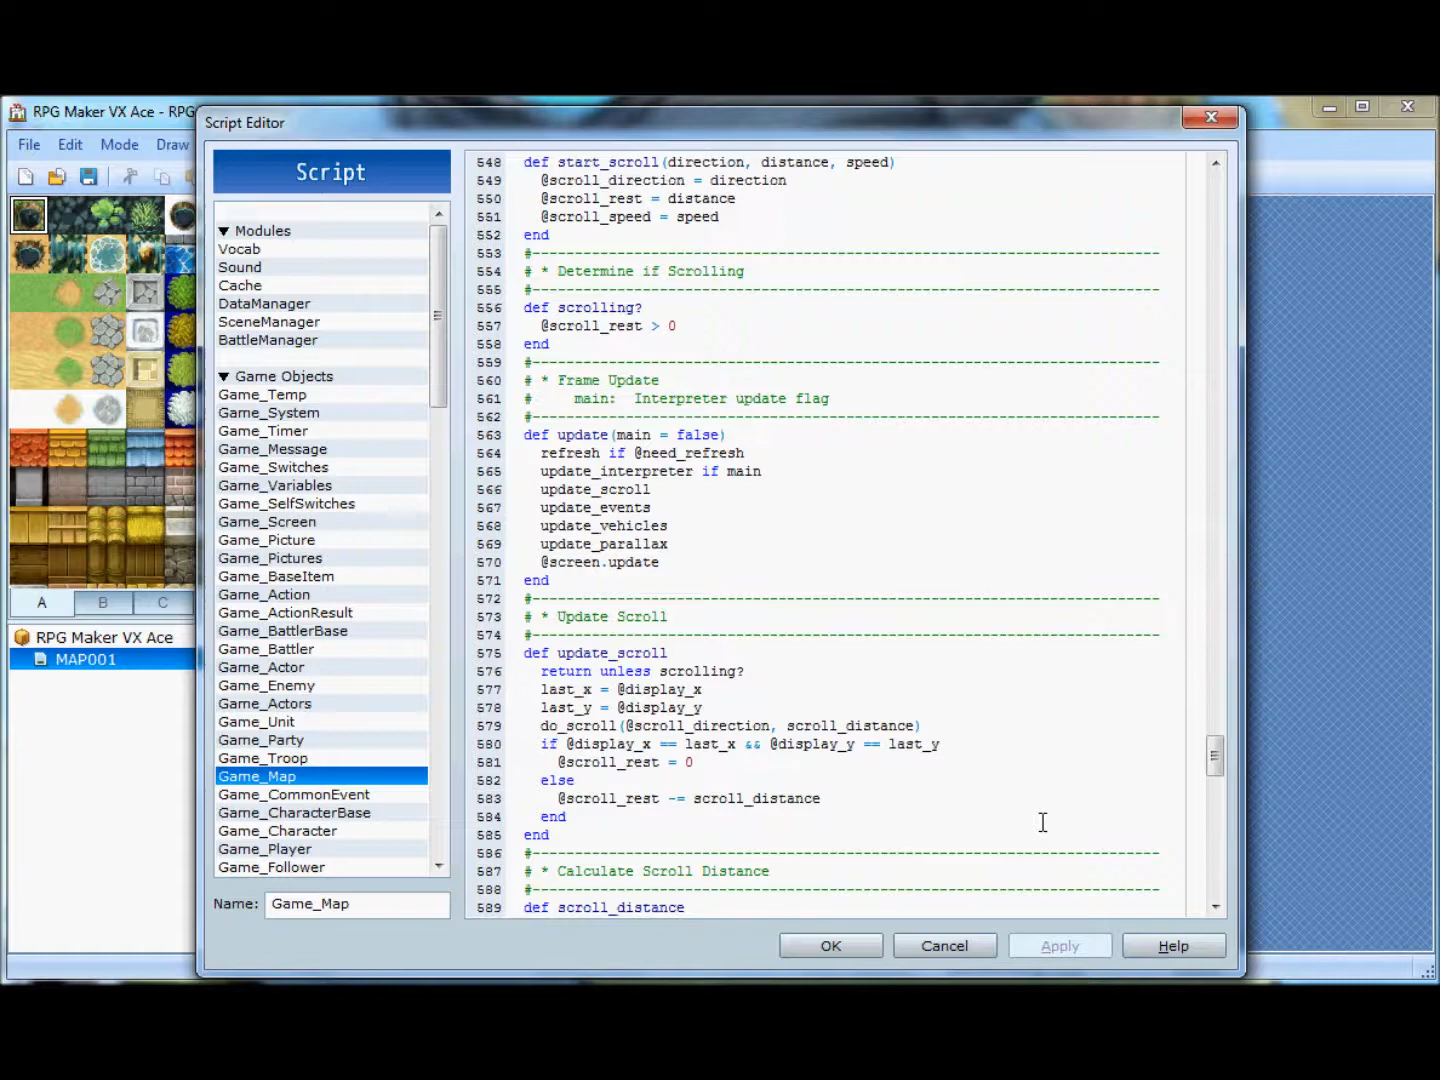 RPG Maker VX Ace - RPG
Script Editor
File Edit Mode Draw
Script
Modules
Vocab
Sound
Cache
DataManager
SceneManager
BattleManager
Game Objects
Game_Temp
Game_System
Game_Timer
Game_Message
Game_Switches
Game_Variables
Game_SelfSwitches
Game_Screen
Game_Picture
Game_Pictures
Game_BaseItem
Game_Action
Game_ActionResult
Game_BattlerBase
Game_Battler
Game_Actor
Game_Enemy
Game_Actors
Game_Unit
Game_Party
Game_Troop
Game_Map
Game_CommonEvent
Game_CharacterBase
Game_Character
Game_Player
Game_Follower
Name: Game_Map
548 def start_scroll(direction, distance, speed)
549 @scroll_direction = direction
550 @scroll_rest = distance
551 @scroll_speed = speed
552 end
553 #--------------------------------------------------------------------------
554 # * Determine if Scrolling
555 #--------------------------------------------------------------------------
556 def scrolling?
557 @scroll_rest > 0
558 end
559 #--------------------------------------------------------------------------
560 # * Frame Update
561 # main: Interpreter update flag
562 #--------------------------------------------------------------------------
563 def update(main = false)
564 refresh if @need_refresh
565 update_interpreter if main
566 update_scroll
567 update_events
568 update_vehicles
569 update_parallax
570 @screen.update
571 end
572 #--------------------------------------------------------------------------
573 # * Update Scroll
574 #--------------------------------------------------------------------------
575 def update_scroll
576 return unless scrolling?
577 last_x = @display_x
578 last_y = @display_y
579 do_scroll(@scroll_direction, scroll_distance)
580 if @display_x == last_x && @display_y == last_y
581 @scroll_rest = 0
582 else
583 @scroll_rest -= scroll_distance
584 end
585 end
586 #--------------------------------------------------------------------------
587 # * Calculate Scroll Distance
588 #--------------------------------------------------------------------------
589 def scroll_distance
OK Cancel Apply Help
A B C
RPG Maker VX Ace
MAP001